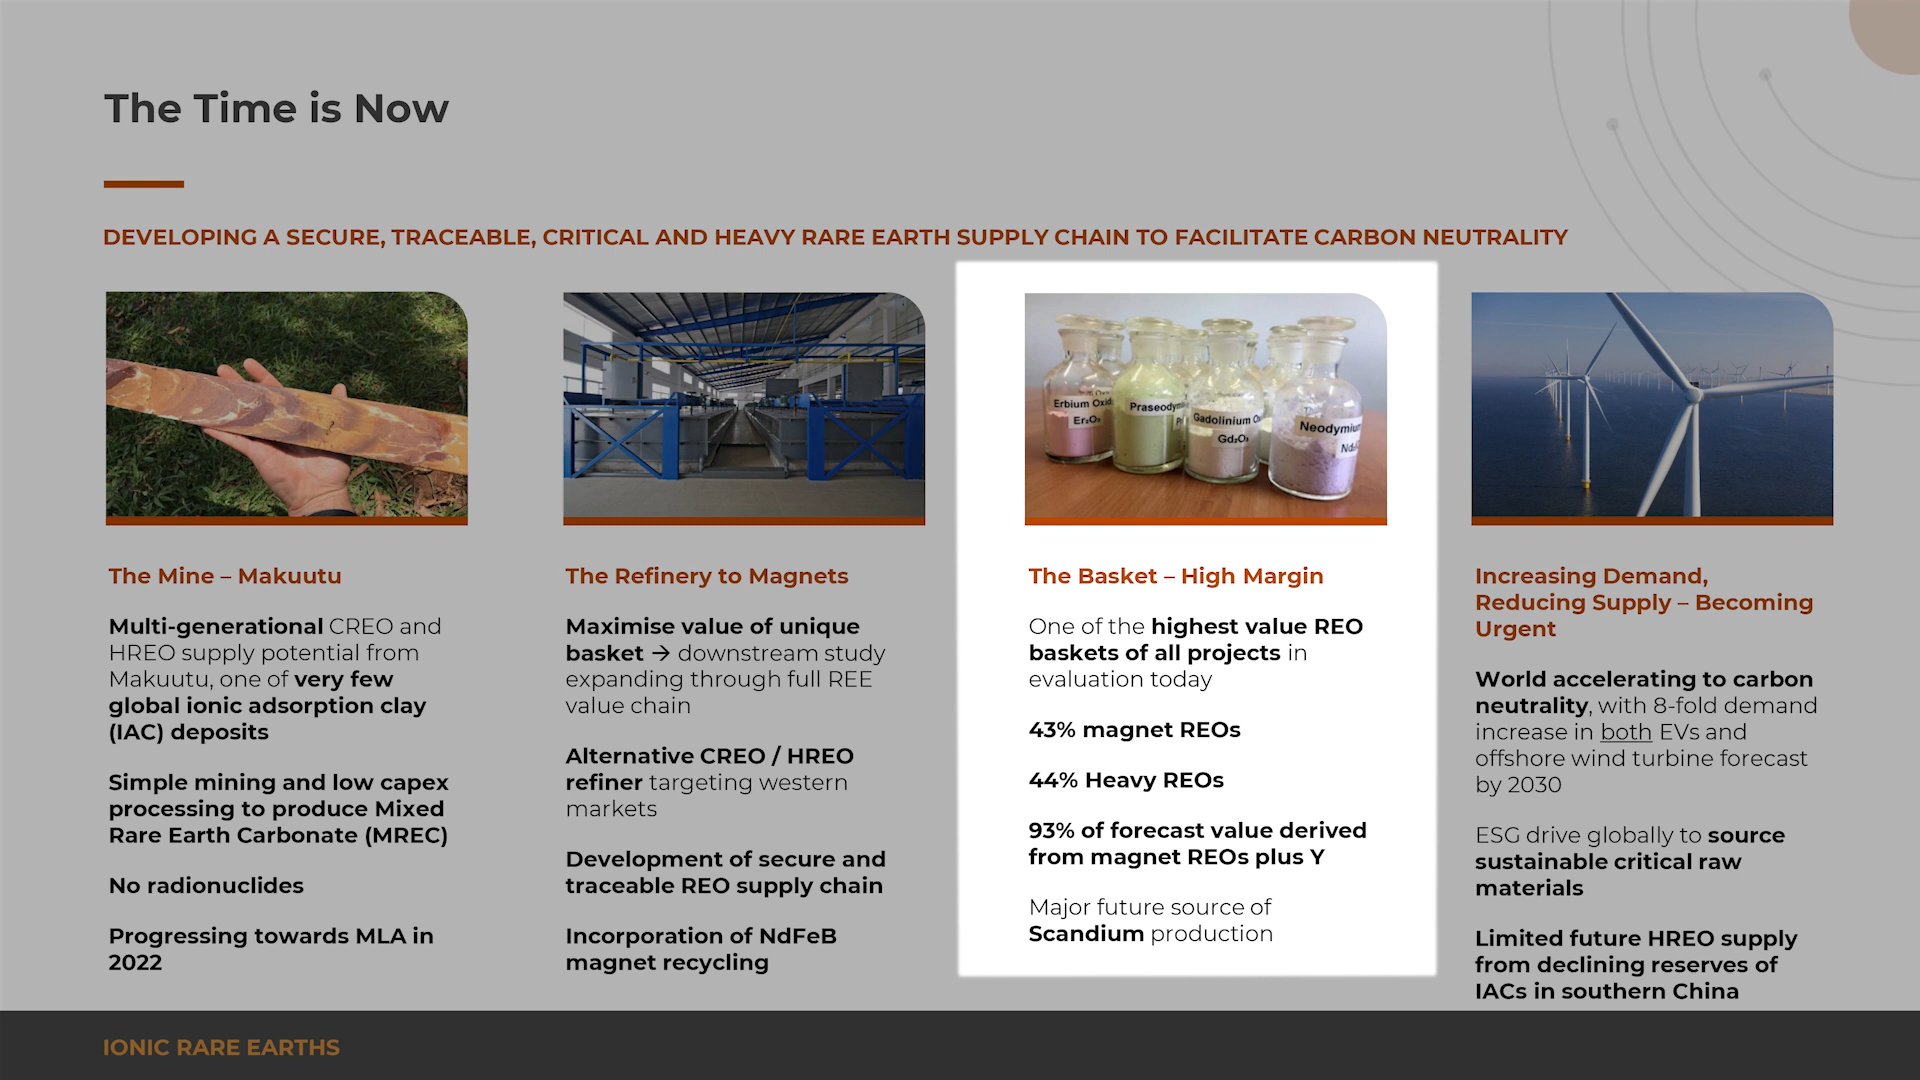 The Time is Now
DEVELOPING A SECURE, TRACEABLE, CRITICAL AND HEAVY RARE EARTH SUPPLY CHAIN TO FACILITATE CARBON NEUTRALITY
The Mine – Makuutu
Multi-generational CREO and
HREO supply potential from
Makuutu, one of very few
global ionic adsorption clay
(IAC) deposits
Simple mining and low capex
processing to produce Mixed
Rare Earth Carbonate (MREC)
No radionuclides
Progressing towards MLA in
2022
The Refinery to Magnets
Maximise value of unique
basket → downstream study
expanding through full REE
value chain
Alternative CREO / HREO
refiner targeting western
markets
Development of secure and
traceable REO supply chain
Incorporation of NdFeB
magnet recycling
Erbium Oxid
Er₂O₃
Praseodym
Gadolinium Ox
Gd₂O₃
Neodymium
The Basket – High Margin
One of the highest value REO
baskets of all projects in
evaluation today
43% magnet REOs
44% Heavy REOs
93% of forecast value derived
from magnet REOs plus Y
Major future source of
Scandium production
Increasing Demand,
Reducing Supply – Becoming
Urgent
World accelerating to carbon
neutrality, with 8-fold demand
increase in both EVs and
offshore wind turbine forecast
by 2030
ESG drive globally to source
sustainable critical raw
materials
Limited future HREO supply
from declining reserves of
IACs in southern China
IONIC RARE EARTHS